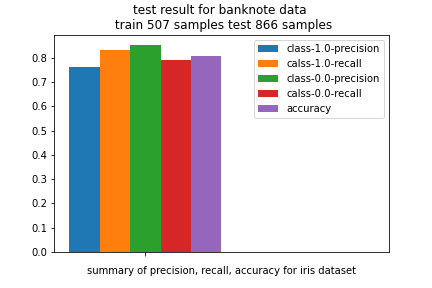 test result for banknote data
train 507 samples test 866 samples
class-1.0-precision
calss-1.0-recall
class-0.0-precision
calss-0.0-recall
accuracy
0.8
0.7
0.6
0.5
0.4
0.3
0.2
0.1
0.0
summary of precision, recall, accuracy for iris dataset